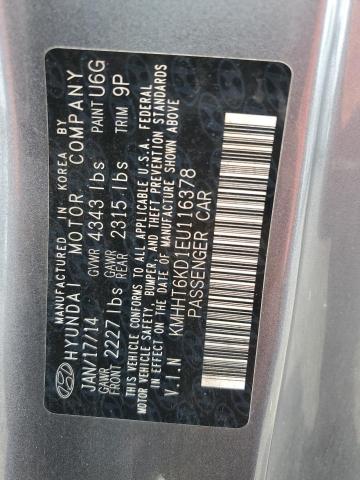 MANUFACTURED IN KOREA BY
HYUNDAI MOTOR COMPANY
JAN/17/14 GVWR 4343 lbs PAINT U6G
GAWR FRONT 2227 lbs GAWR REAR 2315 lbs TRIM 9P
THIS VEHICLE CONFORMS TO ALL APPLICABLE U.S.A. FEDERAL
MOTOR VEHICLE SAFETY, BUMPER, AND THEFT PREVENTION STANDARDS
IN EFFECT ON THE DATE OF MANUFACTURE SHOWN ABOVE
V.I.N KMHHT6KD1EU116378
PASSENGER CAR